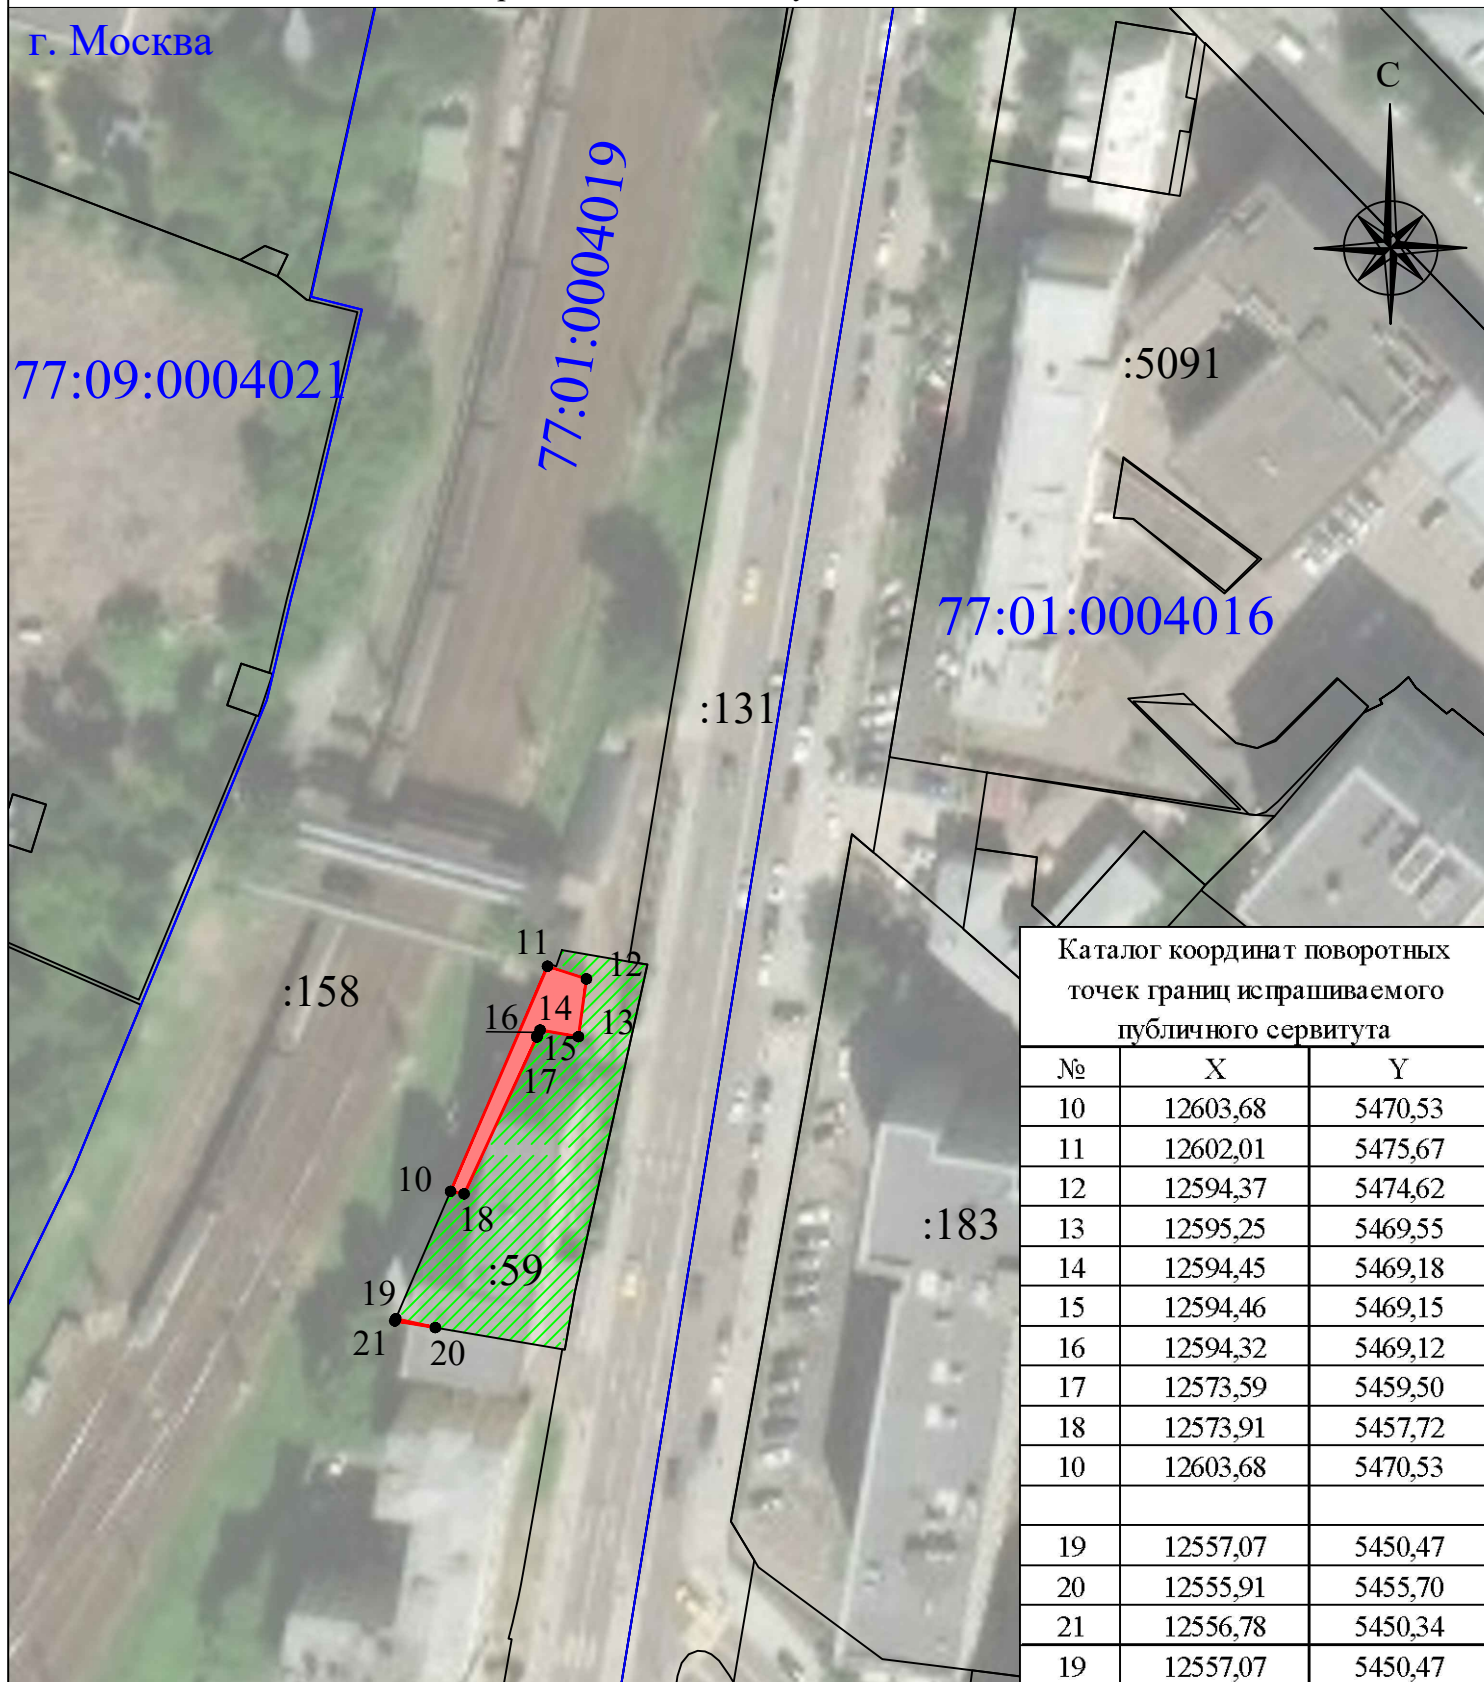 г. Москва
С
77:01:0004019
:5091
77:09:0004021
77:01:0004016
:131
11
12
:158
16
14
13
15
17
10
18
:183
:59
19
21
20
Каталог координат поворотных
точек границ испрашиваемого
публичного сервитута
№ X Y
10 12603,68 5470,53
11 12602,01 5475,67
12 12594,37 5474,62
13 12595,25 5469,55
14 12594,45 5469,18
15 12594,46 5469,15
16 12594,32 5469,12
17 12573,59 5459,50
18 12573,91 5457,72
10 12603,68 5470,53
19 12557,07 5450,47
20 12555,91 5455,70
21 12556,78 5450,34
19 12557,07 5450,47